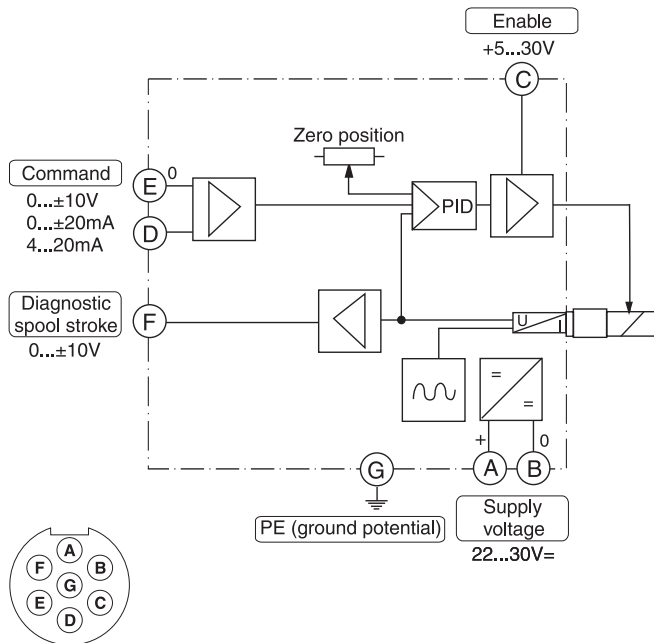 Enable
+5...30V
C
Zero position
Command
0...±10V
0...±20mA
4...20mA
E
0
D
PID
Diagnostic
spool stroke
0...±10V
F
U
I
=
=
+
0
G
A
B
PE (ground potential)
Supply
voltage
22...30V=
A
F
B
G
E
C
D